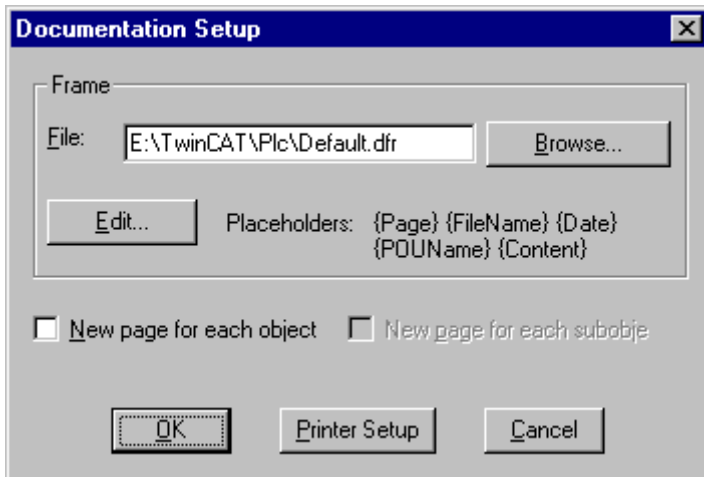 Documentation Setup
Frame
File: E:\TwinCAT\Plc\Default.dfr Browse...
Edit... Placeholders: {Page} {FileName} {Date}
{POUName} {Content}
New page for each object New page for each subobje
OK Printer Setup Cancel